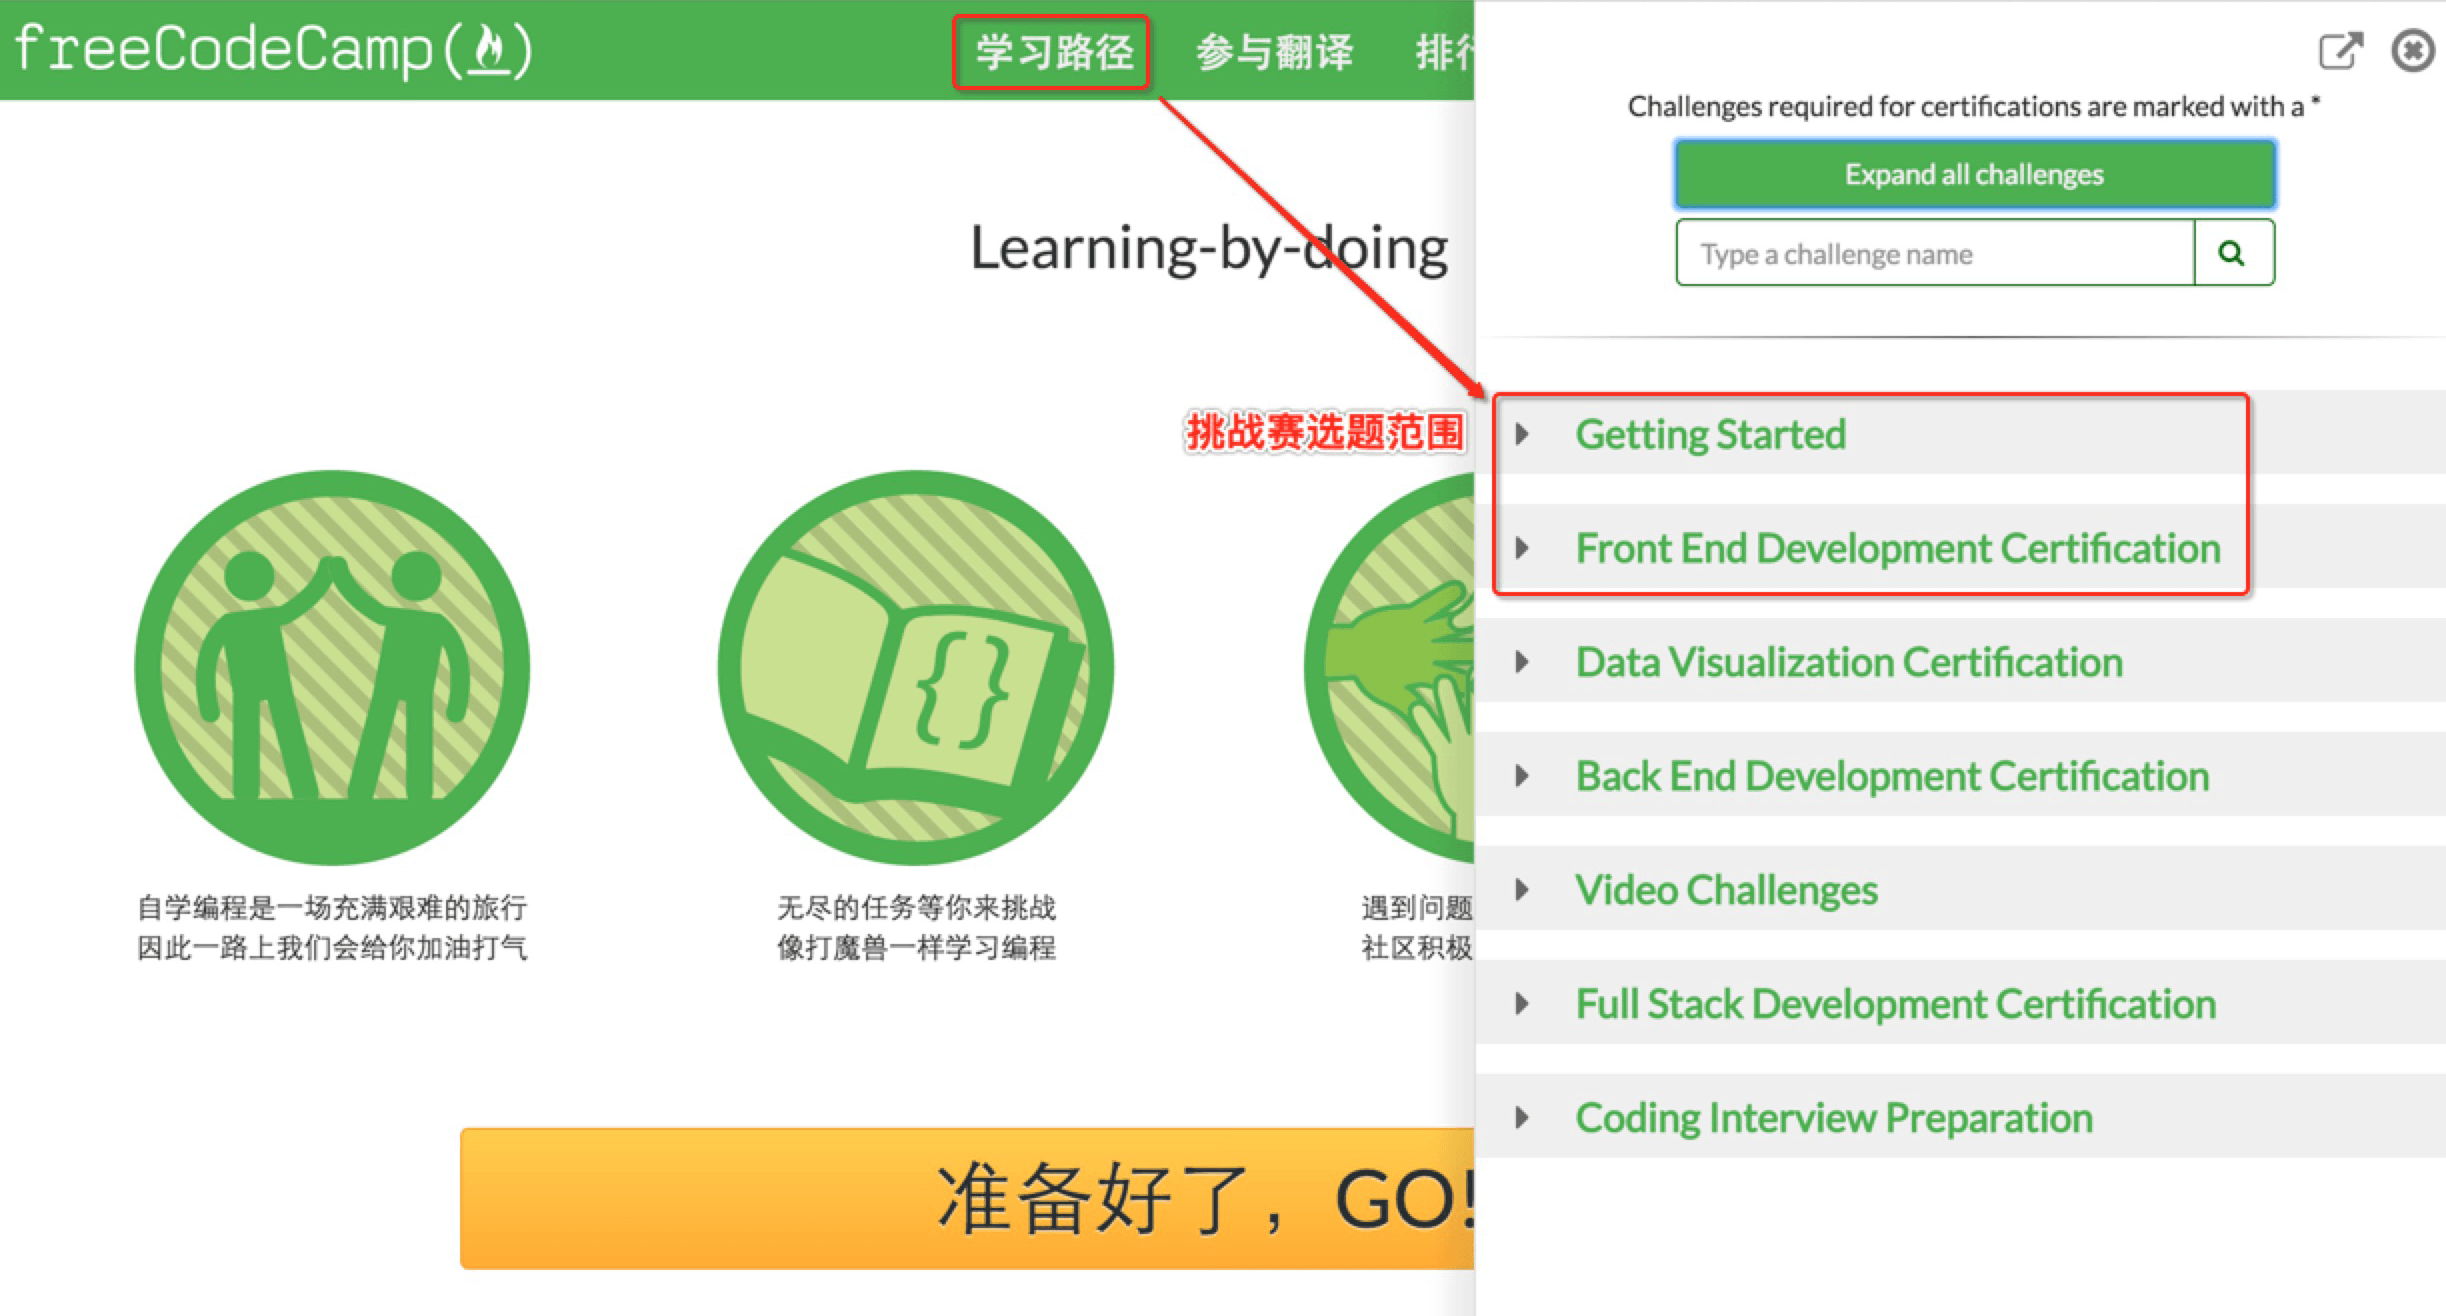 freeCodeCamp()
学习路径
参与翻译
排行
Learning-by-doing
挑战赛选题范围
{}
自学编程是一场充满艰难的旅行
因此一路上我们会给你加油打气
无尽的任务等你来挑战
像打魔兽一样学习编程
遇到问题
社区积极
准备好了，GO!
Challenges required for certifications are marked with a *
Expand all challenges
Type a challenge name
Getting Started
Front End Development Certification
Data Visualization Certification
Back End Development Certification
Video Challenges
Full Stack Development Certification
Coding Interview Preparation